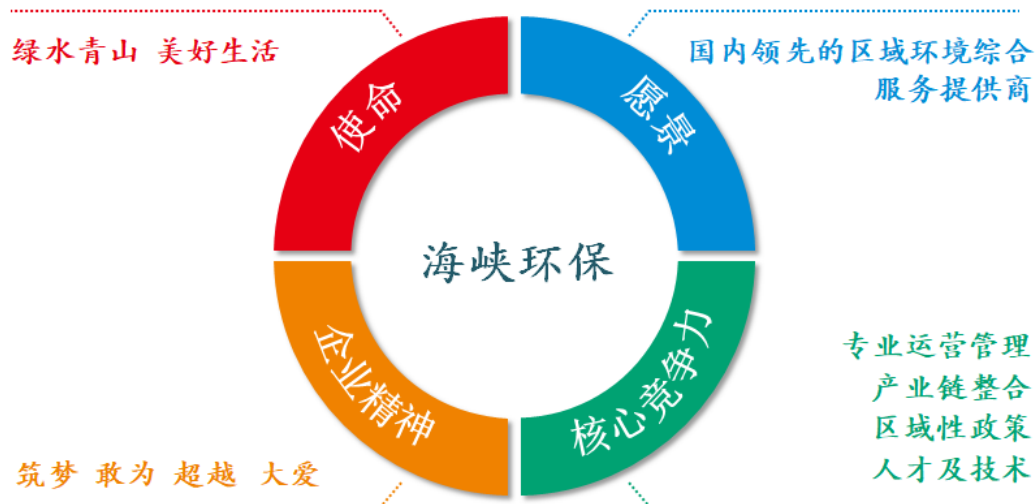 绿水青山 美好生活
国内领先的区域环境综合
服务提供商
使命
愿景
海峡环保
企业精神
核心竞争力
专业运营管理
产业链整合
区域性政策
人才及技术
筑梦 敢为 超越 大爱